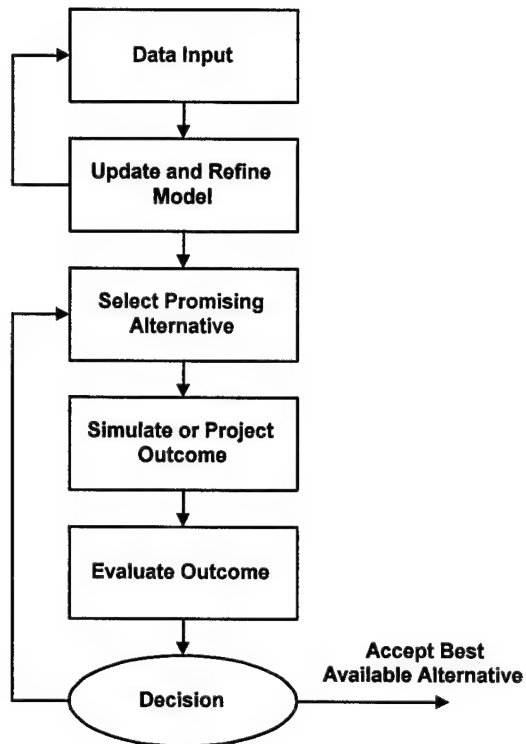 Data Input
Update and Refine
Model
Select Promising
Alternative
Simulate or Project
Outcome
Evaluate Outcome
Decision
Accept Best
Available Alternative